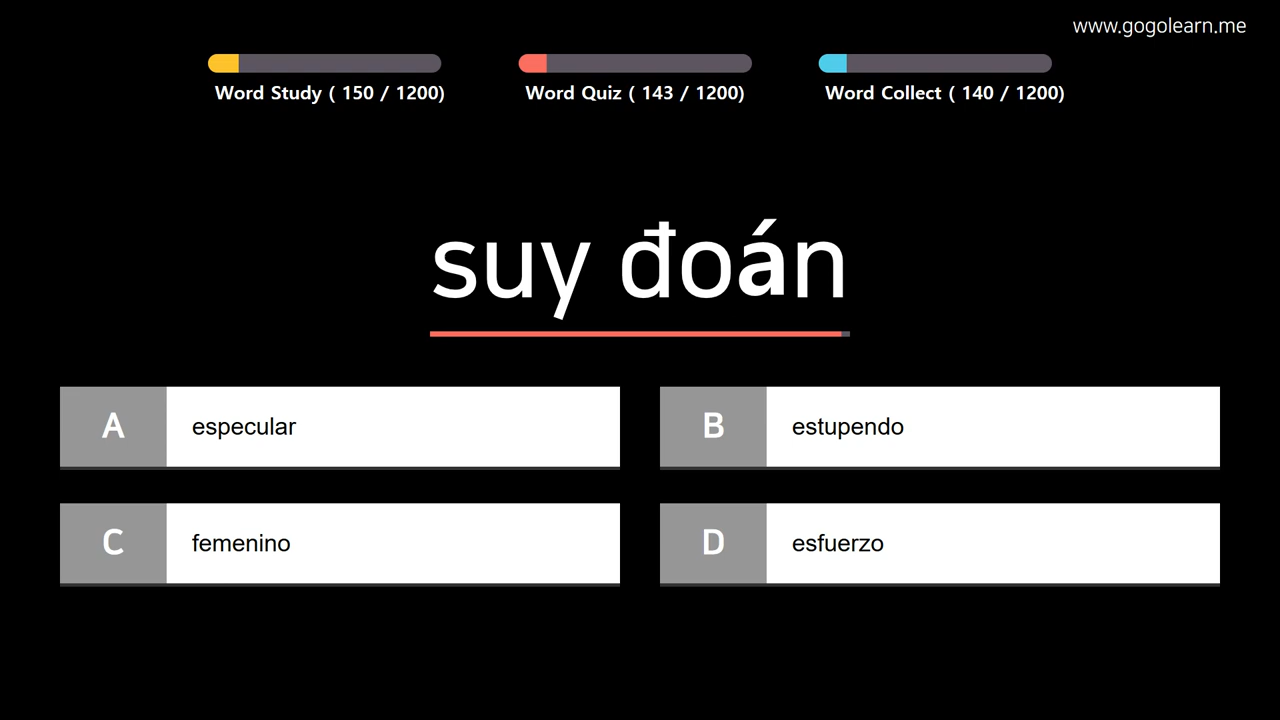 www.gogolearn.me
Word Study ( 150 / 1200)
Word Quiz ( 143 / 1200)
Word Collect ( 140 / 1200)
suy đoán
A especular
B estupendo
C femenino
D esfuerzo